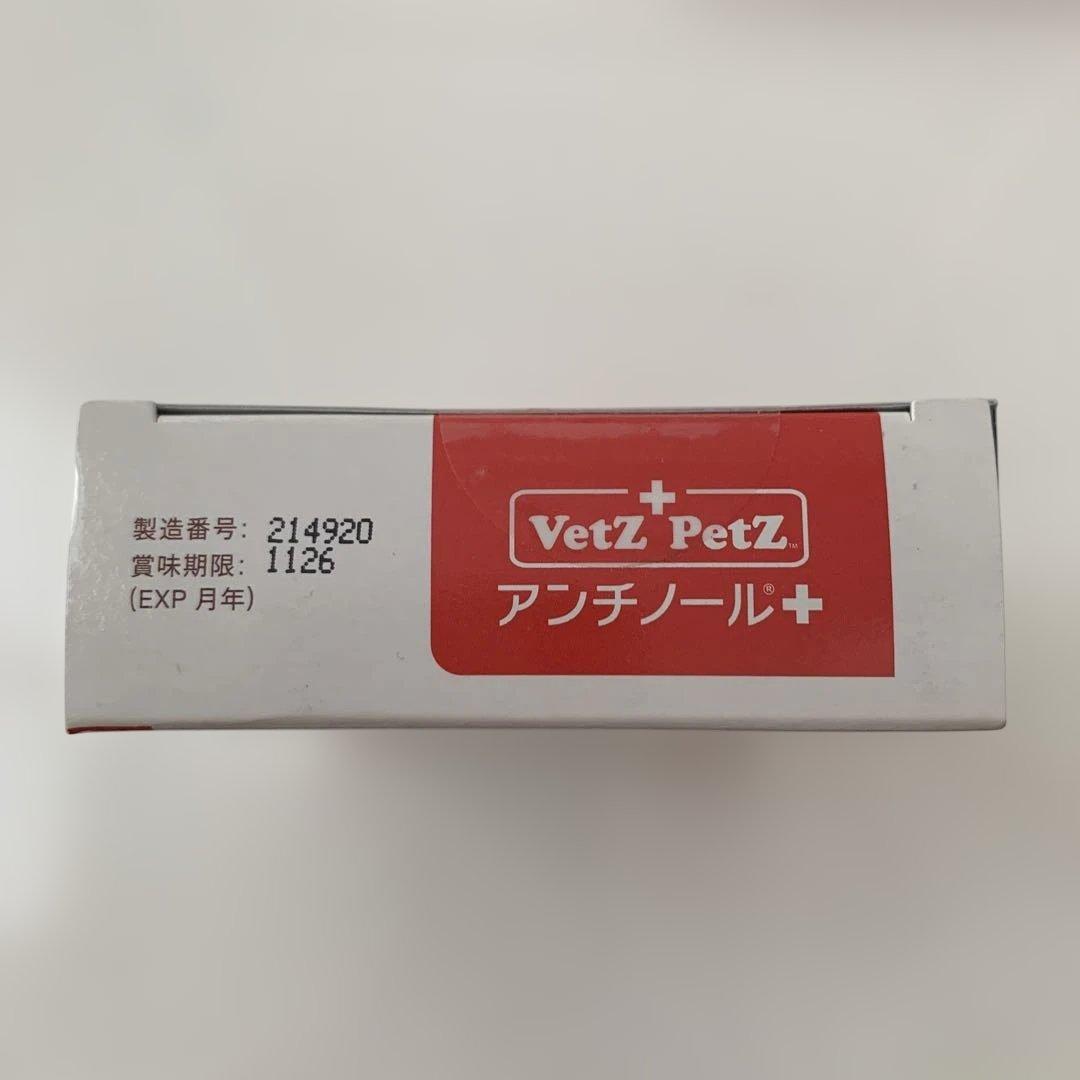 製造番号: 214920
賞味期限: 1126
(EXP 月年)
VetZ PetZ™
アンチノール®+